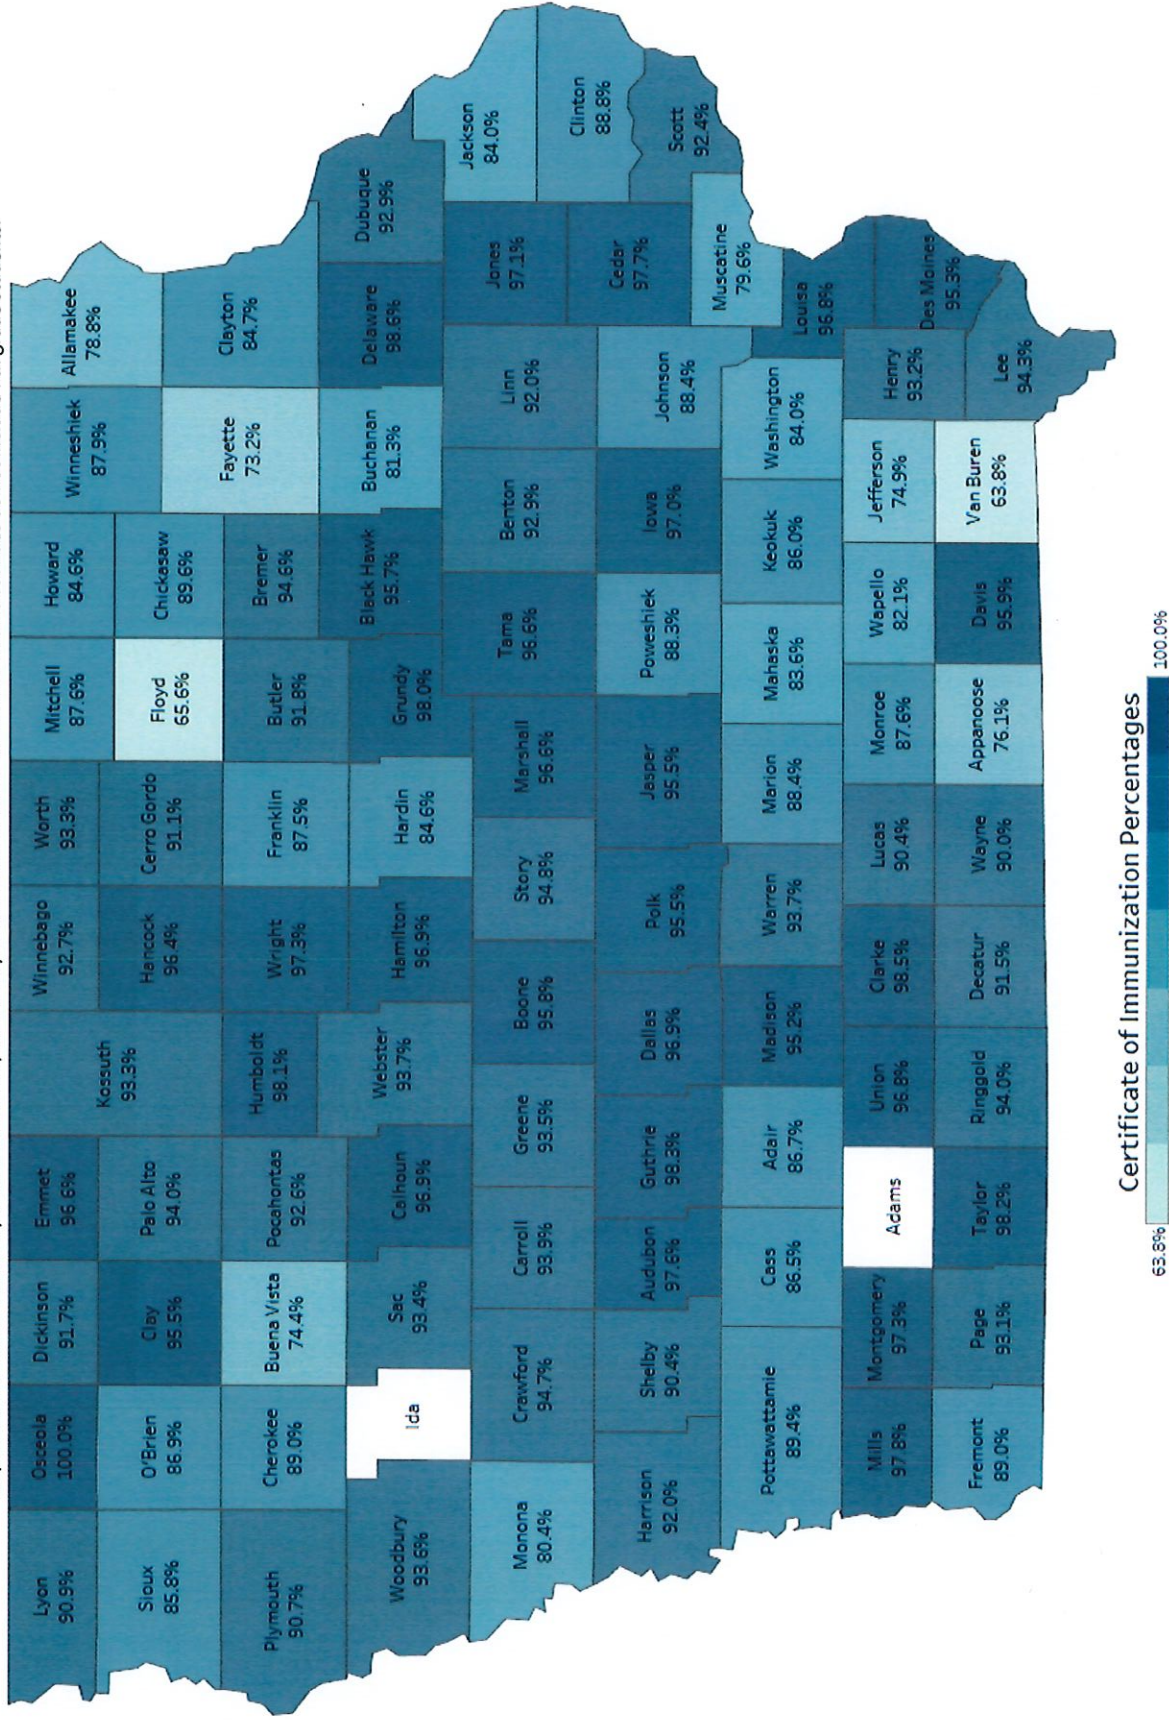 Lyon
90.9%
Osceola
100.0%
Dickinson
91.7%
Emmet
96.6%
Kossuth
93.3%
Winnebago
92.7%
Worth
93.3%
Mitchell
87.6%
Howard
84.6%
Winneshiek
87.9%
Allamakee
78.8%
Sioux
85.8%
O'Brien
86.9%
Clay
95.5%
Palo Alto
94.0%
Hancock
96.4%
Cerro Gordo
91.1%
Floyd
65.6%
Chickasaw
89.6%
Fayette
73.2%
Clayton
84.7%
Plymouth
90.7%
Cherokee
89.0%
Buena Vista
74.4%
Pocahontas
92.6%
Humboldt
98.1%
Wright
97.3%
Franklin
87.5%
Butler
91.8%
Bremer
94.6%
Woodbury
93.6%
Ida
Sac
93.4%
Calhoun
96.9%
Webster
93.7%
Hamilton
96.9%
Hardin
84.6%
Grundy
98.0%
Black Hawk
95.7%
Buchanan
81.3%
Delaware
98.6%
Dubuque
92.9%
Monona
80.4%
Crawford
94.7%
Carroll
93.9%
Greene
93.5%
Boone
95.8%
Story
94.8%
Marshall
96.6%
Tama
96.6%
Benton
92.9%
Linn
92.0%
Jones
97.1%
Jackson
84.0%
Clinton
88.8%
Harrison
92.0%
Shelby
90.4%
Audubon
97.6%
Guthrie
98.3%
Dallas
96.9%
Polk
95.5%
Jasper
95.5%
Poweshiek
88.3%
Iowa
97.0%
Johnson
88.4%
Cedar
97.7%
Scott
92.4%
Muscatine
79.6%
Pottawattamie
89.4%
Cass
86.5%
Adair
86.7%
Madison
95.2%
Warren
93.7%
Marion
88.4%
Mahaska
83.6%
Keokuk
86.0%
Washington
84.0%
Louisa
96.8%
Mills
97.8%
Montgomery
97.3%
Adams
Union
96.8%
Clarke
98.5%
Lucas
90.4%
Monroe
87.6%
Wapello
82.1%
Jefferson
74.9%
Henry
93.2%
Des Moines
95.3%
Fremont
89.0%
Page
93.1%
Taylor
98.2%
Ringgold
94.0%
Decatur
91.5%
Wayne
90.0%
Appanoose
76.1%
Davis
95.9%
Van Buren
63.8%
Lee
94.3%
Certificate of Immunization Percentages
63.8%
100.0%